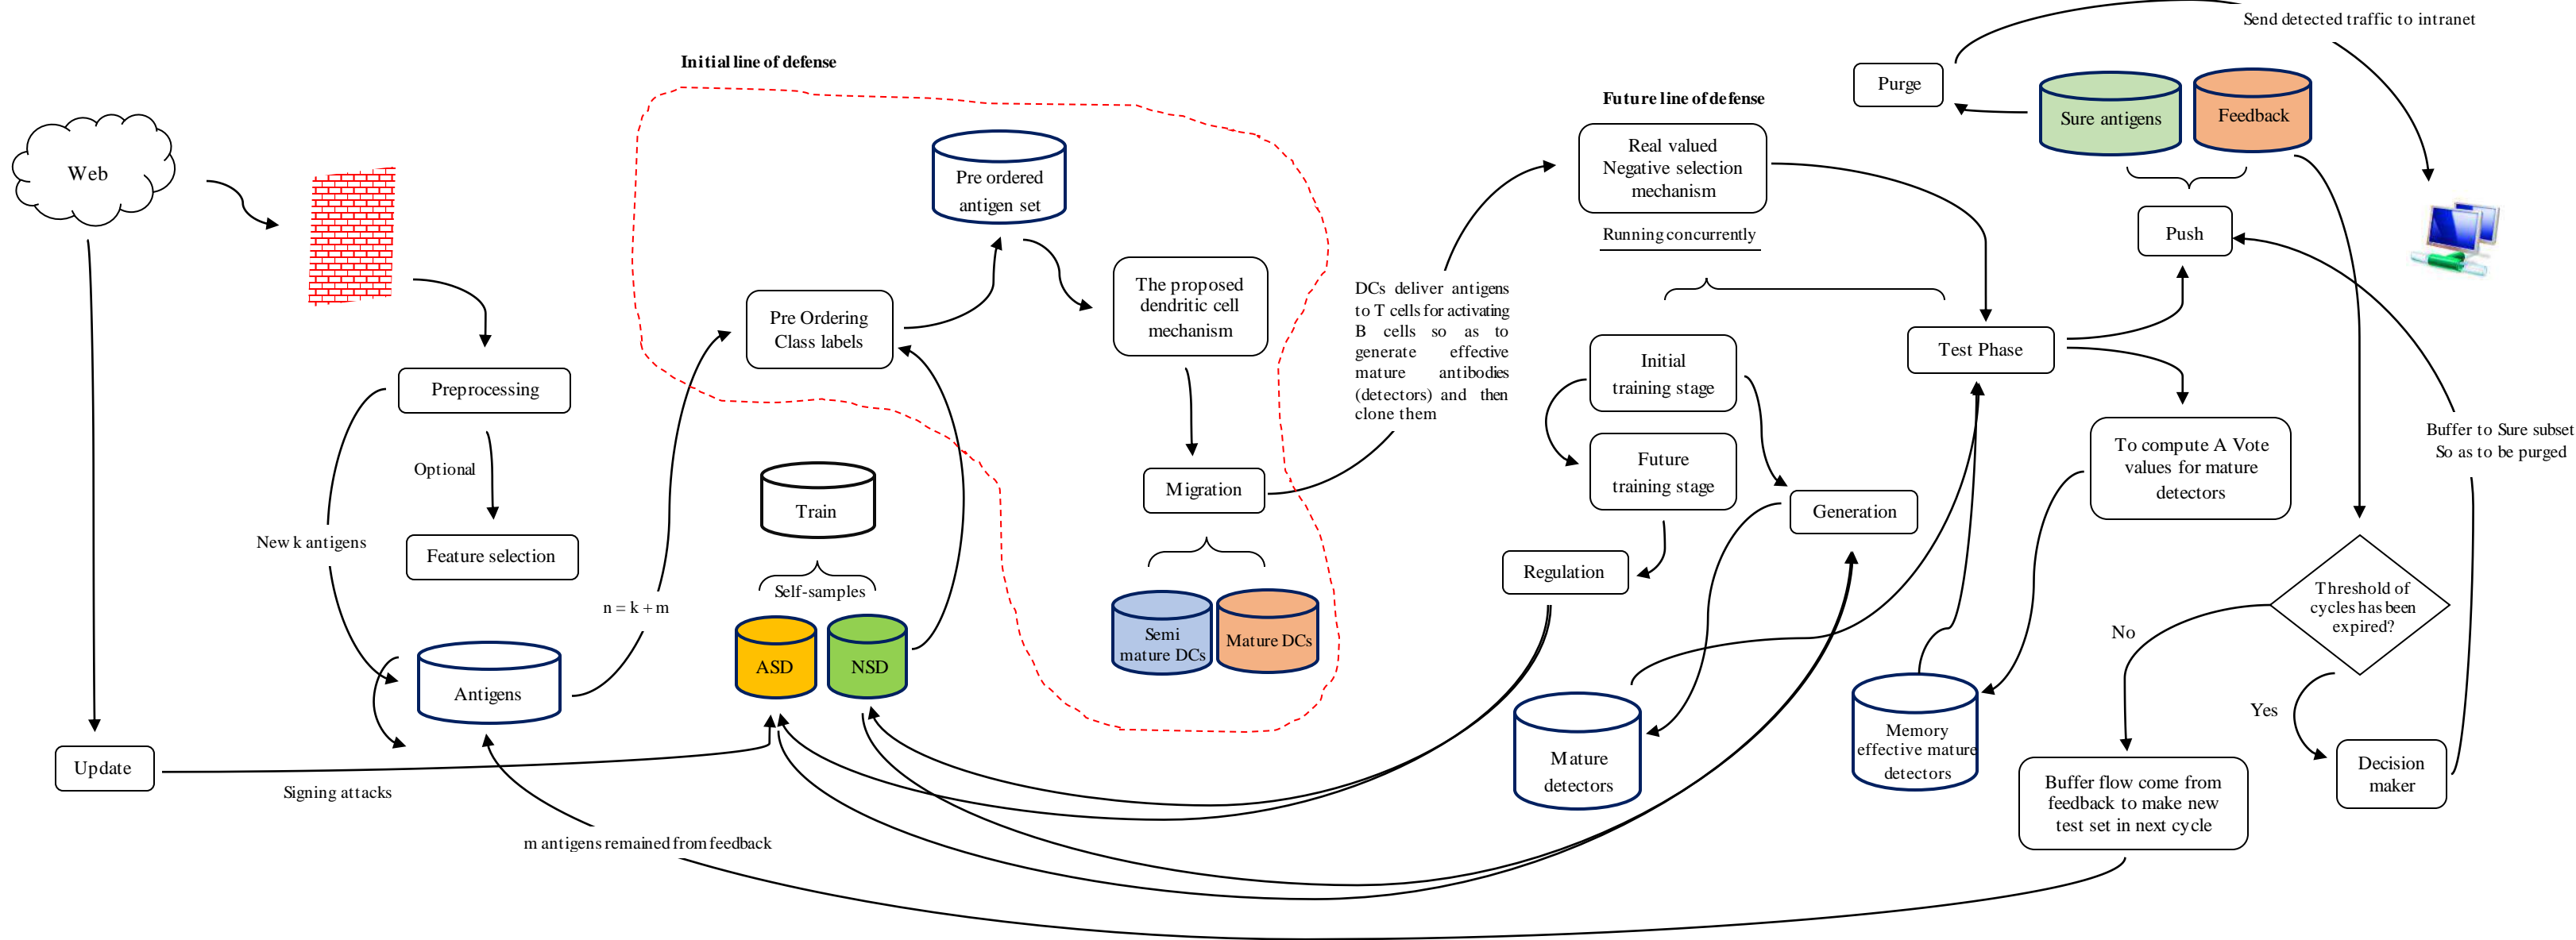 Send detected traffic to intranet
Initial line of defense
Purge
Sure antigens
Feedback
Future line of defense
Web
Pre ordered
antigen set
Real valued
Negative selection
mechanism
Running concurrently
Push
Pre Ordering
Class labels
The proposed
dendritic cell
mechanism
DCs deliver antigens
to T cells for activating
B cells so as to
generate effective
mature antibodies
(detectors) and then
clone them
Initial
training stage
Test Phase
Preprocessing
Optional
New k antigens
Feature selection
Train
Migration
Future
training stage
Generation
To compute A Vote
values for mature
detectors
Buffer to Sure subset
So as to be purged
Regulation
Self-samples
n = k + m
ASD
NSD
Semi
mature DCs
Mature DCs
Threshold of
cycles has been
expired?
No
Yes
Antigens
Update
Signing attacks
Mature
detectors
Memory
effective mature
detectors
Buffer flow come from
feedback to make new
test set in next cycle
Decision
maker
m antigens remained from feedback